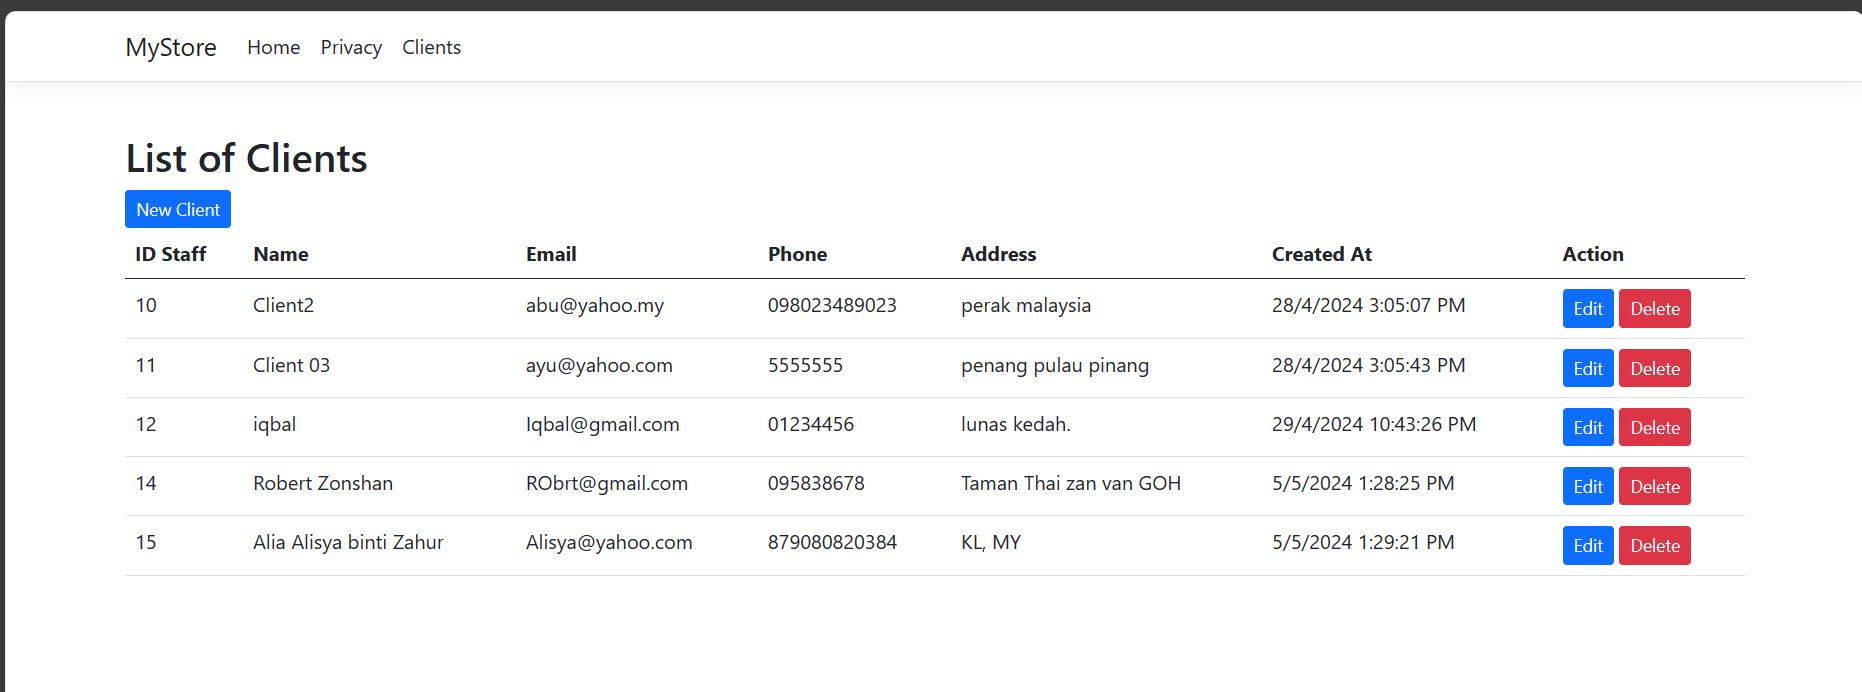 MyStore Home Privacy Clients
List of Clients
New Client
ID Staff Name Email Phone Address Created At Action
10 Client2 abu@yahoo.my 098023489023 perak malaysia 28/4/2024 3:05:07 PM Edit Delete
11 Client 03 ayu@yahoo.com 5555555 penang pulau pinang 28/4/2024 3:05:43 PM Edit Delete
12 iqbal Iqbal@gmail.com 01234456 lunas kedah. 29/4/2024 10:43:26 PM Edit Delete
14 Robert Zonshan RObrt@gmail.com 095838678 Taman Thai zan van GOH 5/5/2024 1:28:25 PM Edit Delete
15 Alia Alisya binti Zahur Alisya@yahoo.com 879080820384 KL, MY 5/5/2024 1:29:21 PM Edit Delete